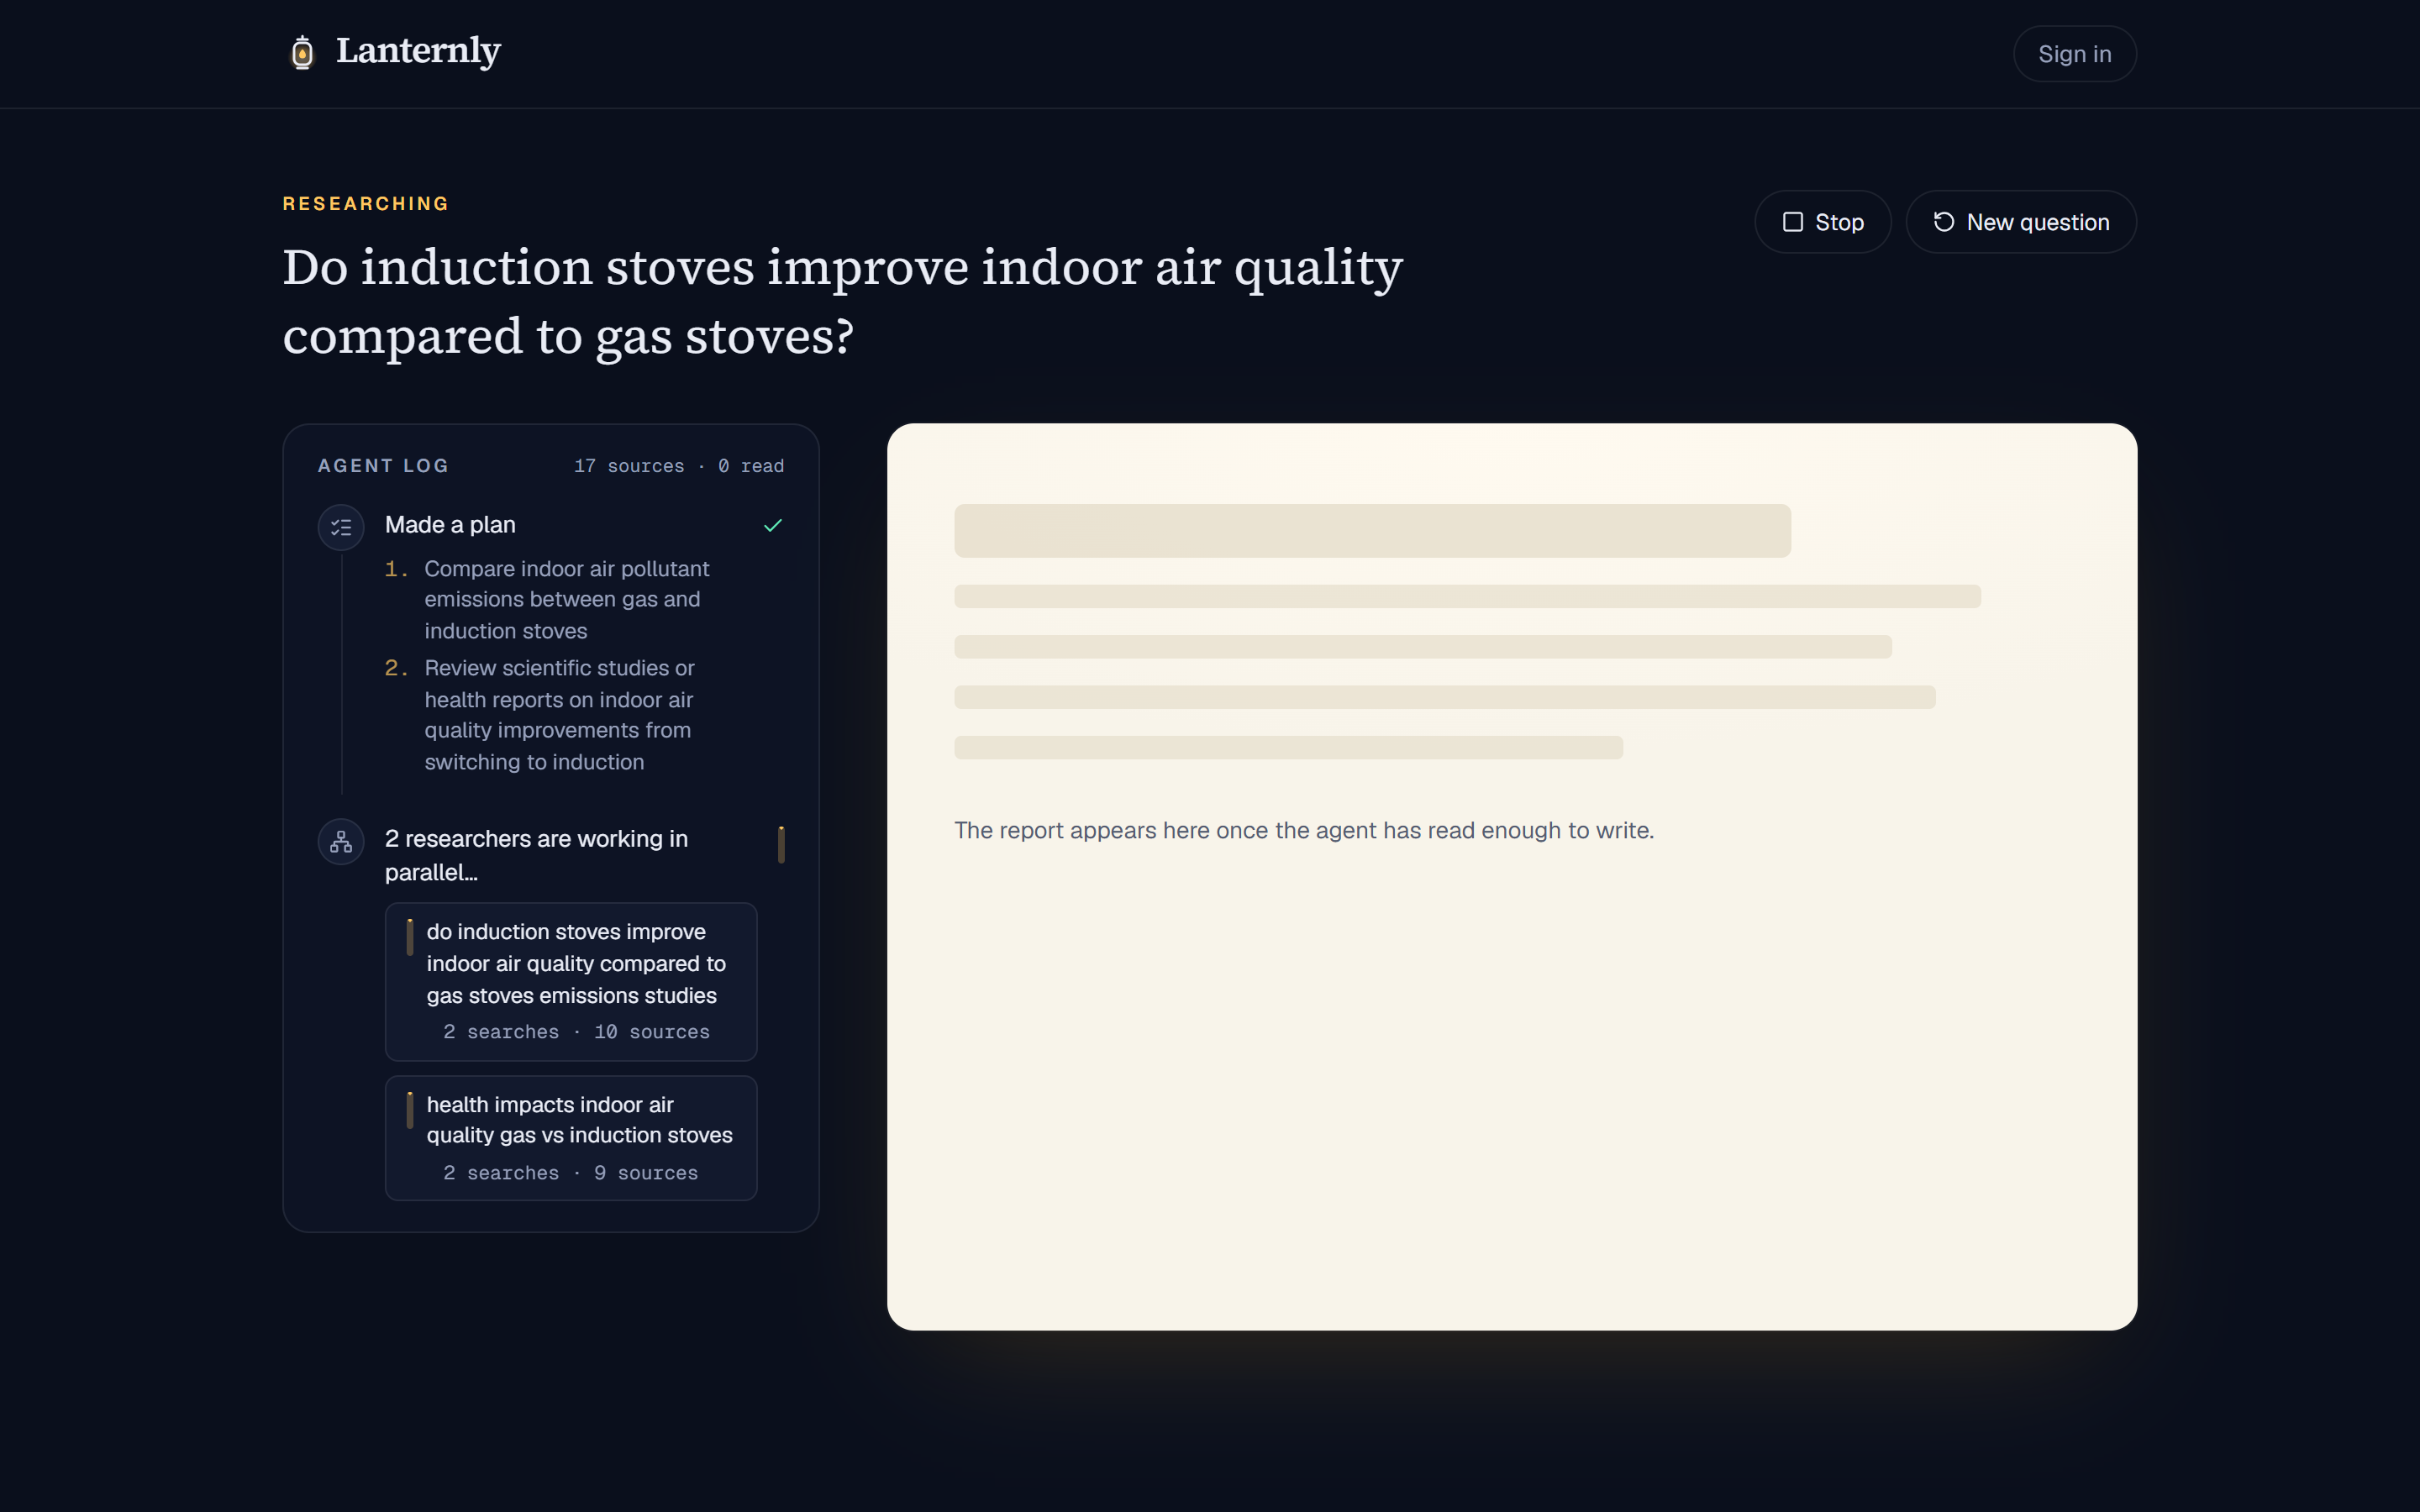 Lanternly
Sign in
RESEARCHING
Stop
New question
Do induction stoves improve indoor air quality
compared to gas stoves?
AGENT LOG
17 sources · 0 read
Made a plan
1. Compare indoor air pollutant
emissions between gas and
induction stoves
2. Review scientific studies or
health reports on indoor air
quality improvements from
switching to induction
2 researchers are working in
parallel…
do induction stoves improve
indoor air quality compared to
gas stoves emissions studies
2 searches · 10 sources
health impacts indoor air
quality gas vs induction stoves
2 searches · 9 sources
The report appears here once the agent has read enough to write.